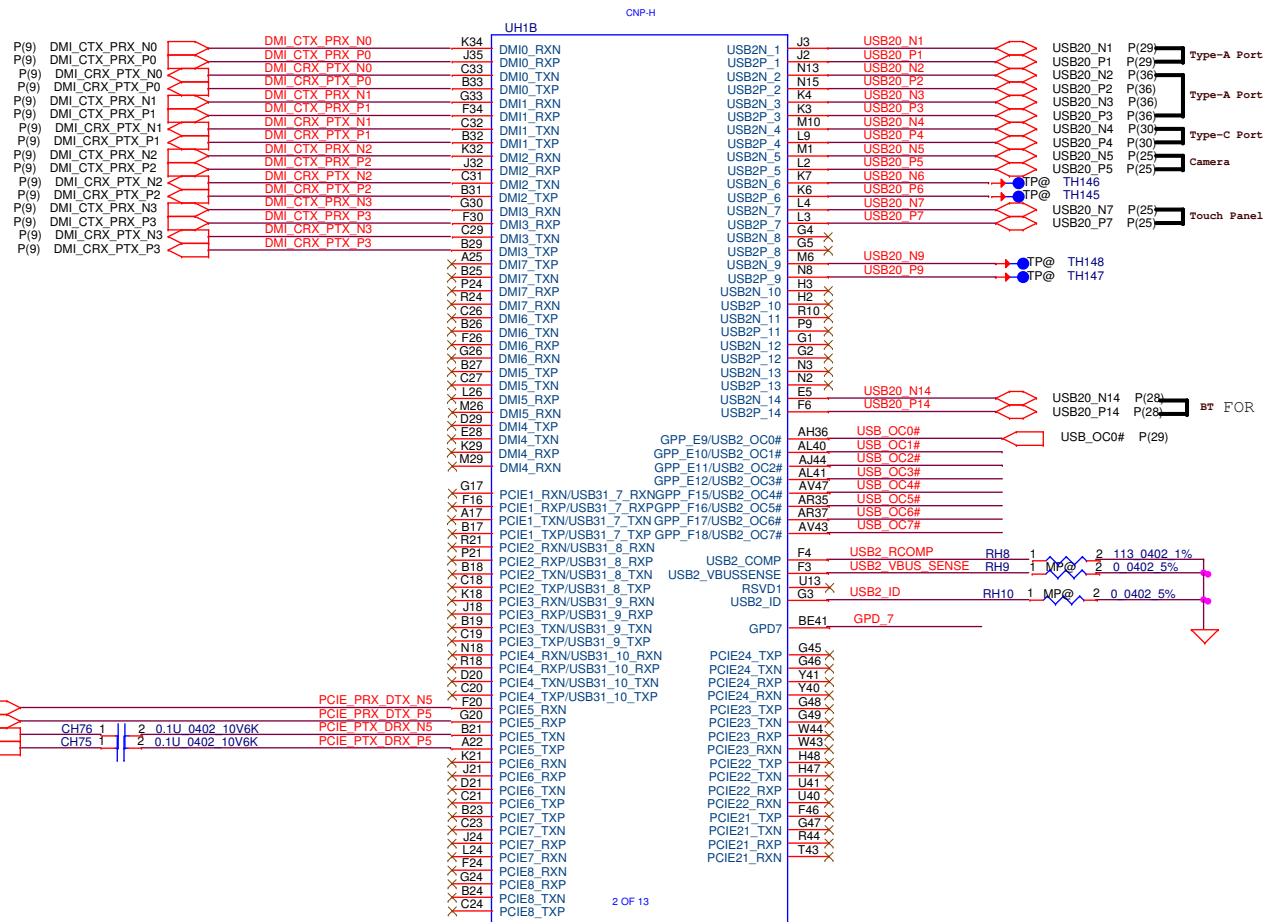 CNP-H
UH1B
P(9) DMI_CTX_PRX_N0 DMI_CTX_PRX_N0 K34 DMI0_RXN
P(9) DMI_CTX_PRX_P0 DMI_CTX_PRX_P0 J35 DMI0_RXP
P(9) DMI_CRX_PTX_N0 DMI_CRX_PTX_N0 C33 DMI0_TXN
P(9) DMI_CRX_PTX_P0 DMI_CRX_PTX_P0 B33 DMI0_TXP
P(9) DMI_CTX_PRX_N1 DMI_CTX_PRX_N1 G33 DMI1_RXN
P(9) DMI_CTX_PRX_P1 DMI_CTX_PRX_P1 F34 DMI1_RXP
P(9) DMI_CRX_PTX_N1 DMI_CRX_PTX_N1 C32 DMI1_TXN
P(9) DMI_CRX_PTX_P1 DMI_CRX_PTX_P1 B32 DMI1_TXP
P(9) DMI_CTX_PRX_N2 DMI_CTX_PRX_N2 K32 DMI2_RXN
P(9) DMI_CTX_PRX_P2 DMI_CTX_PRX_P2 J32 DMI2_RXP
P(9) DMI_CRX_PTX_N2 DMI_CRX_PTX_N2 C31 DMI2_TXN
P(9) DMI_CRX_PTX_P2 DMI_CRX_PTX_P2 B31 DMI2_TXP
P(9) DMI_CTX_PRX_N3 DMI_CTX_PRX_N3 G30 DMI3_RXN
P(9) DMI_CTX_PRX_P3 DMI_CTX_PRX_P3 F30 DMI3_RXP
P(9) DMI_CRX_PTX_N3 DMI_CRX_PTX_N3 C29 DMI3_TXN
P(9) DMI_CRX_PTX_P3 DMI_CRX_PTX_P3 B29 DMI3_TXP
A25 DMI7_TXP
B25 DMI7_TXN
P24 DMI7_RXP
R24 DMI7_RXN
C26 DMI6_TXP
B26 DMI6_TXN
F26 DMI6_RXP
G26 DMI6_RXN
B27 DMI5_TXP
C27 DMI5_TXN
L26 DMI5_RXP
M26 DMI5_RXN
D29 DMI4_TXP
E28 DMI4_TXN
K29 DMI4_RXP
M29 DMI4_RXN
G17 PCIE1_RXN/USB31_7_RXN
F16 PCIE1_RXP/USB31_7_RXP
A17 PCIE1_TXN/USB31_7_TXN
B17 PCIE1_TXP/USB31_7_TXP
R21 PCIE2_RXN/USB31_8_RXN
P21 PCIE2_RXP/USB31_8_RXP
B18 PCIE2_TXN/USB31_8_TXN
C18 PCIE2_TXP/USB31_8_TXP
K18 PCIE3_RXN/USB31_9_RXN
J18 PCIE3_RXP/USB31_9_RXP
B19 PCIE3_TXN/USB31_9_TXN
C19 PCIE3_TXP/USB31_9_TXP
N18 PCIE4_RXN/USB31_10_RXN
R18 PCIE4_RXP/USB31_10_RXP
D20 PCIE4_TXN/USB31_10_TXN
C20 PCIE4_TXP/USB31_10_TXP
PCIE_PRX_DTX_N5 F20 PCIE5_RXN
PCIE_PRX_DTX_P5 G20 PCIE5_RXP
CH76 1 2 0.1U_0402_10V6K PCIE_PTX_DRX_N5 B21 PCIE5_TXN
CH75 1 2 0.1U_0402_10V6K PCIE_PTX_DRX_P5 A22 PCIE5_TXP
K21 PCIE6_RXN
J21 PCIE6_RXP
D21 PCIE6_TXN
C21 PCIE6_TXP
B23 PCIE7_TXP
C23 PCIE7_TXN
J24 PCIE7_RXP
L24 PCIE7_RXN
F24 PCIE8_RXN
G24 PCIE8_RXP
B24 PCIE8_TXN
C24 PCIE8_TXP
USB2N_1 J3 USB20_N1 USB20_N1 P(29)
USB2P_1 J2 USB20_P1 USB20_P1 P(29)
Type-A Port
USB2N_2 N13 USB20_N2 USB20_N2 P(36)
USB2P_2 N15 USB20_P2 USB20_P2 P(36)
USB2N_3 K4 USB20_N3 USB20_N3 P(36)
USB2P_3 K3 USB20_P3 USB20_P3 P(36)
Type-A Port
USB2N_4 M10 USB20_N4 USB20_N4 P(30)
USB2P_4 L9 USB20_P4 USB20_P4 P(30)
Type-C Port
USB2N_5 M1 USB20_N5 USB20_N5 P(25)
USB2P_5 L2 USB20_P5 USB20_P5 P(25)
Camera
USB2N_6 K7 USB20_N6 TP@ TH146
USB2P_6 K6 USB20_P6 TP@ TH145
USB2N_7 L4 USB20_N7 USB20_N7 P(25)
USB2P_7 L3 USB20_P7 USB20_P7 P(25)
Touch Panel
USB2N_8 G4
USB2P_8 G5
USB2N_9 M6 USB20_N9 TP@ TH148
USB2P_9 N8 USB20_P9 TP@ TH147
USB2N_10 H3
USB2P_10 H2
USB2N_11 R10
USB2P_11 P9
USB2N_12 G1
USB2P_12 G2
USB2N_13 N3
USB2P_13 N2
USB2N_14 E5 USB20_N14 USB20_N14 P(28)
USB2P_14 F6 USB20_P14 USB20_P14 P(28)
BT FOR
GPP_E9/USB2_OC0# AH36 USB_OC0# USB_OC0# P(29)
GPP_E10/USB2_OC1# AL40 USB_OC1#
GPP_E11/USB2_OC2# AJ44 USB_OC2#
GPP_E12/USB2_OC3# AL41 USB_OC3#
GPP_F15/USB2_OC4# AV47 USB_OC4#
GPP_F16/USB2_OC5# AR35 USB_OC5#
GPP_F17/USB2_OC6# AR37 USB_OC6#
GPP_F18/USB2_OC7# AV43 USB_OC7#
USB2_COMP F4 USB2_RCOMP RH8 1 2 113_0402_1%
USB2_VBUSSENSE F3 USB2_VBUS_SENSE RH9 1 MP@ 2 0_0402_5%
RSVD1 U13
USB2_ID G3 USB2_ID RH10 1 MP@ 2 0_0402_5%
GPD7 BE41 GPD_7
PCIE24_TXP G45
PCIE24_TXN G46
PCIE24_RXP Y41
PCIE24_RXN Y40
PCIE23_TXP G48
PCIE23_TXN G49
PCIE23_RXP W44
PCIE23_RXN W43
PCIE22_TXP H48
PCIE22_TXN H47
PCIE22_RXP U41
PCIE22_RXN U40
PCIE21_TXP F46
PCIE21_TXN G47
PCIE21_RXP R44
PCIE21_RXN T43
2 OF 13